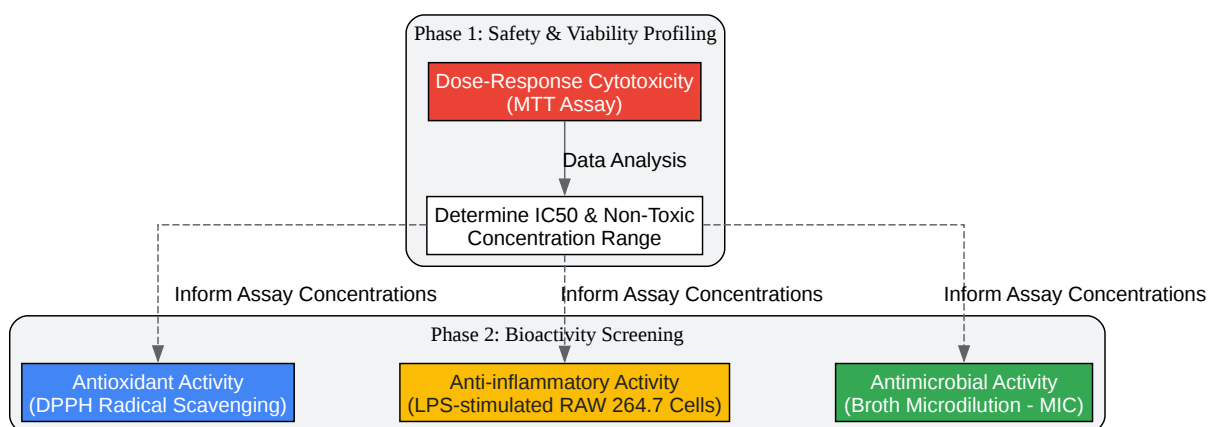 Phase 1: Safety & Viability Profiling
Dose-Response Cytotoxicity
(MTT Assay)
Data Analysis
Determine IC50 & Non-Toxic
Concentration Range
Inform Assay Concentrations
Inform Assay Concentrations
Inform Assay Concentrations
Phase 2: Bioactivity Screening
Antioxidant Activity
(DPPH Radical Scavenging)
Anti-inflammatory Activity
(LPS-stimulated RAW 264.7 Cells)
Antimicrobial Activity
(Broth Microdilution - MIC)